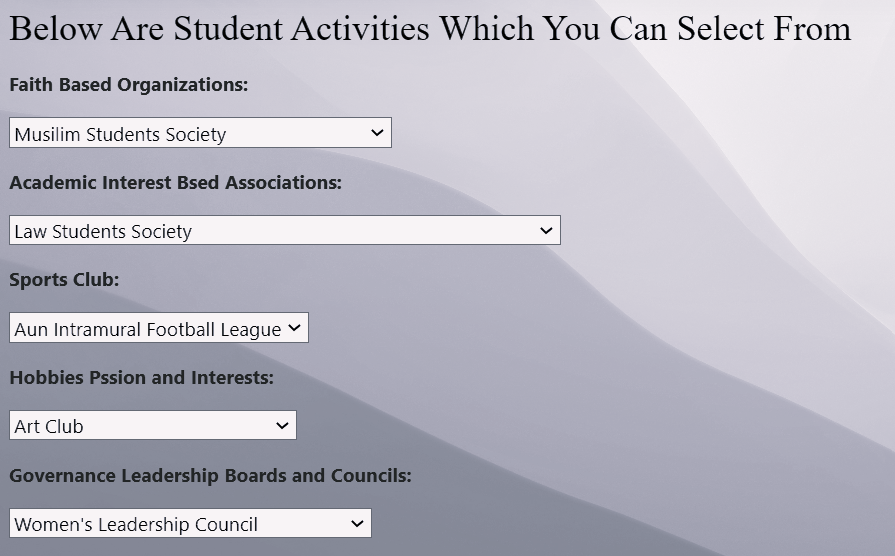 Below Are Student Activities Which You Can Select From
Faith Based Organizations:
Musilim Students Society
Academic Interest Bsed Associations:
Law Students Society
Sports Club:
Aun Intramural Football League
Hobbies Pssion and Interests:
Art Club
Governance Leadership Boards and Councils:
Women's Leadership Council